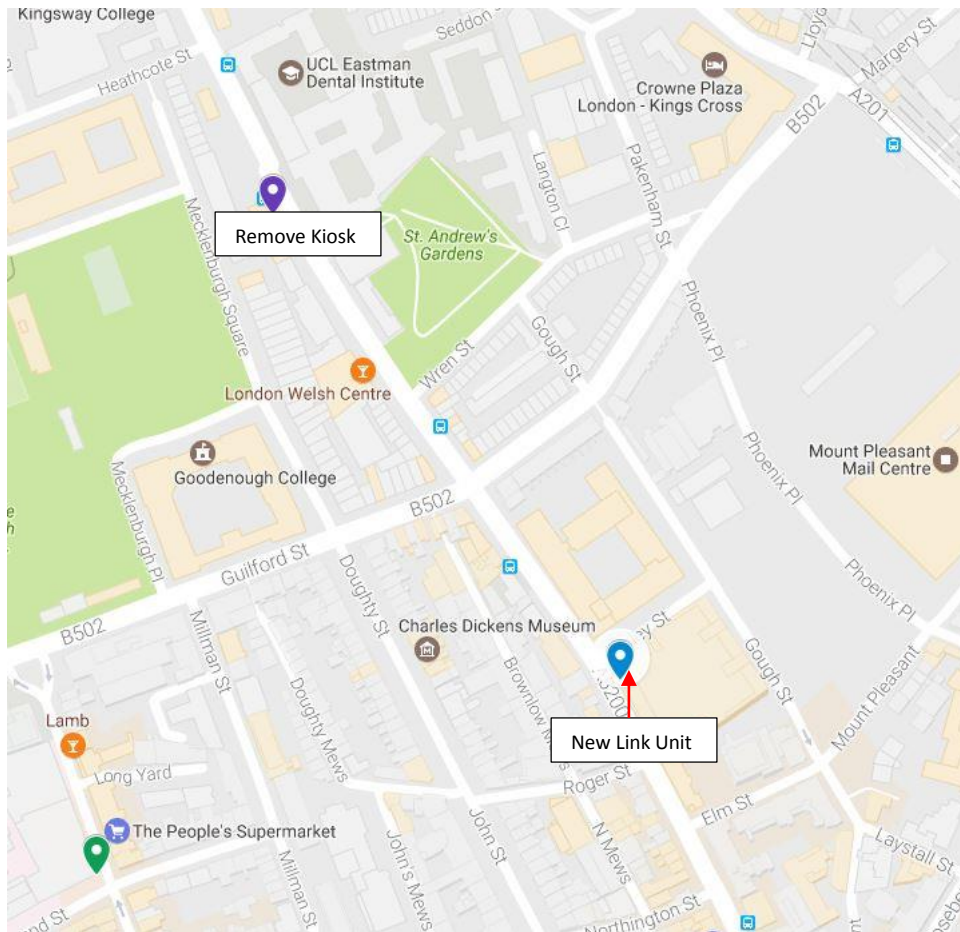 Kingsway College
Seddon St
Lloyd
Margery St
Heathcote St
UCL Eastman
Dental Institute
Crowne Plaza
London - Kings Cross
B502
A201
Langton Cl
Pakenham St
Mecklenburgh Square
Remove Kiosk
St. Andrew's
Gardens
Phoenix Pl
Gough St
Wren St
London Welsh Centre
Mount Pleasant
Mail Centre
Goodenough College
Phoenix Pl
Mecklenburgh Pl
B502
Guilford St
Doughty St
Phoenix Pl
B502
Charles Dickens Museum
Millman St
Brownlow
Gough St
Mount Pleasant
Doughty Mews
New Link Unit
Lamb
Long Yard
Roger St
Elm St
The People's Supermarket
John St
N Mews
Laystall St
John's Mews
Millman St
Northington St